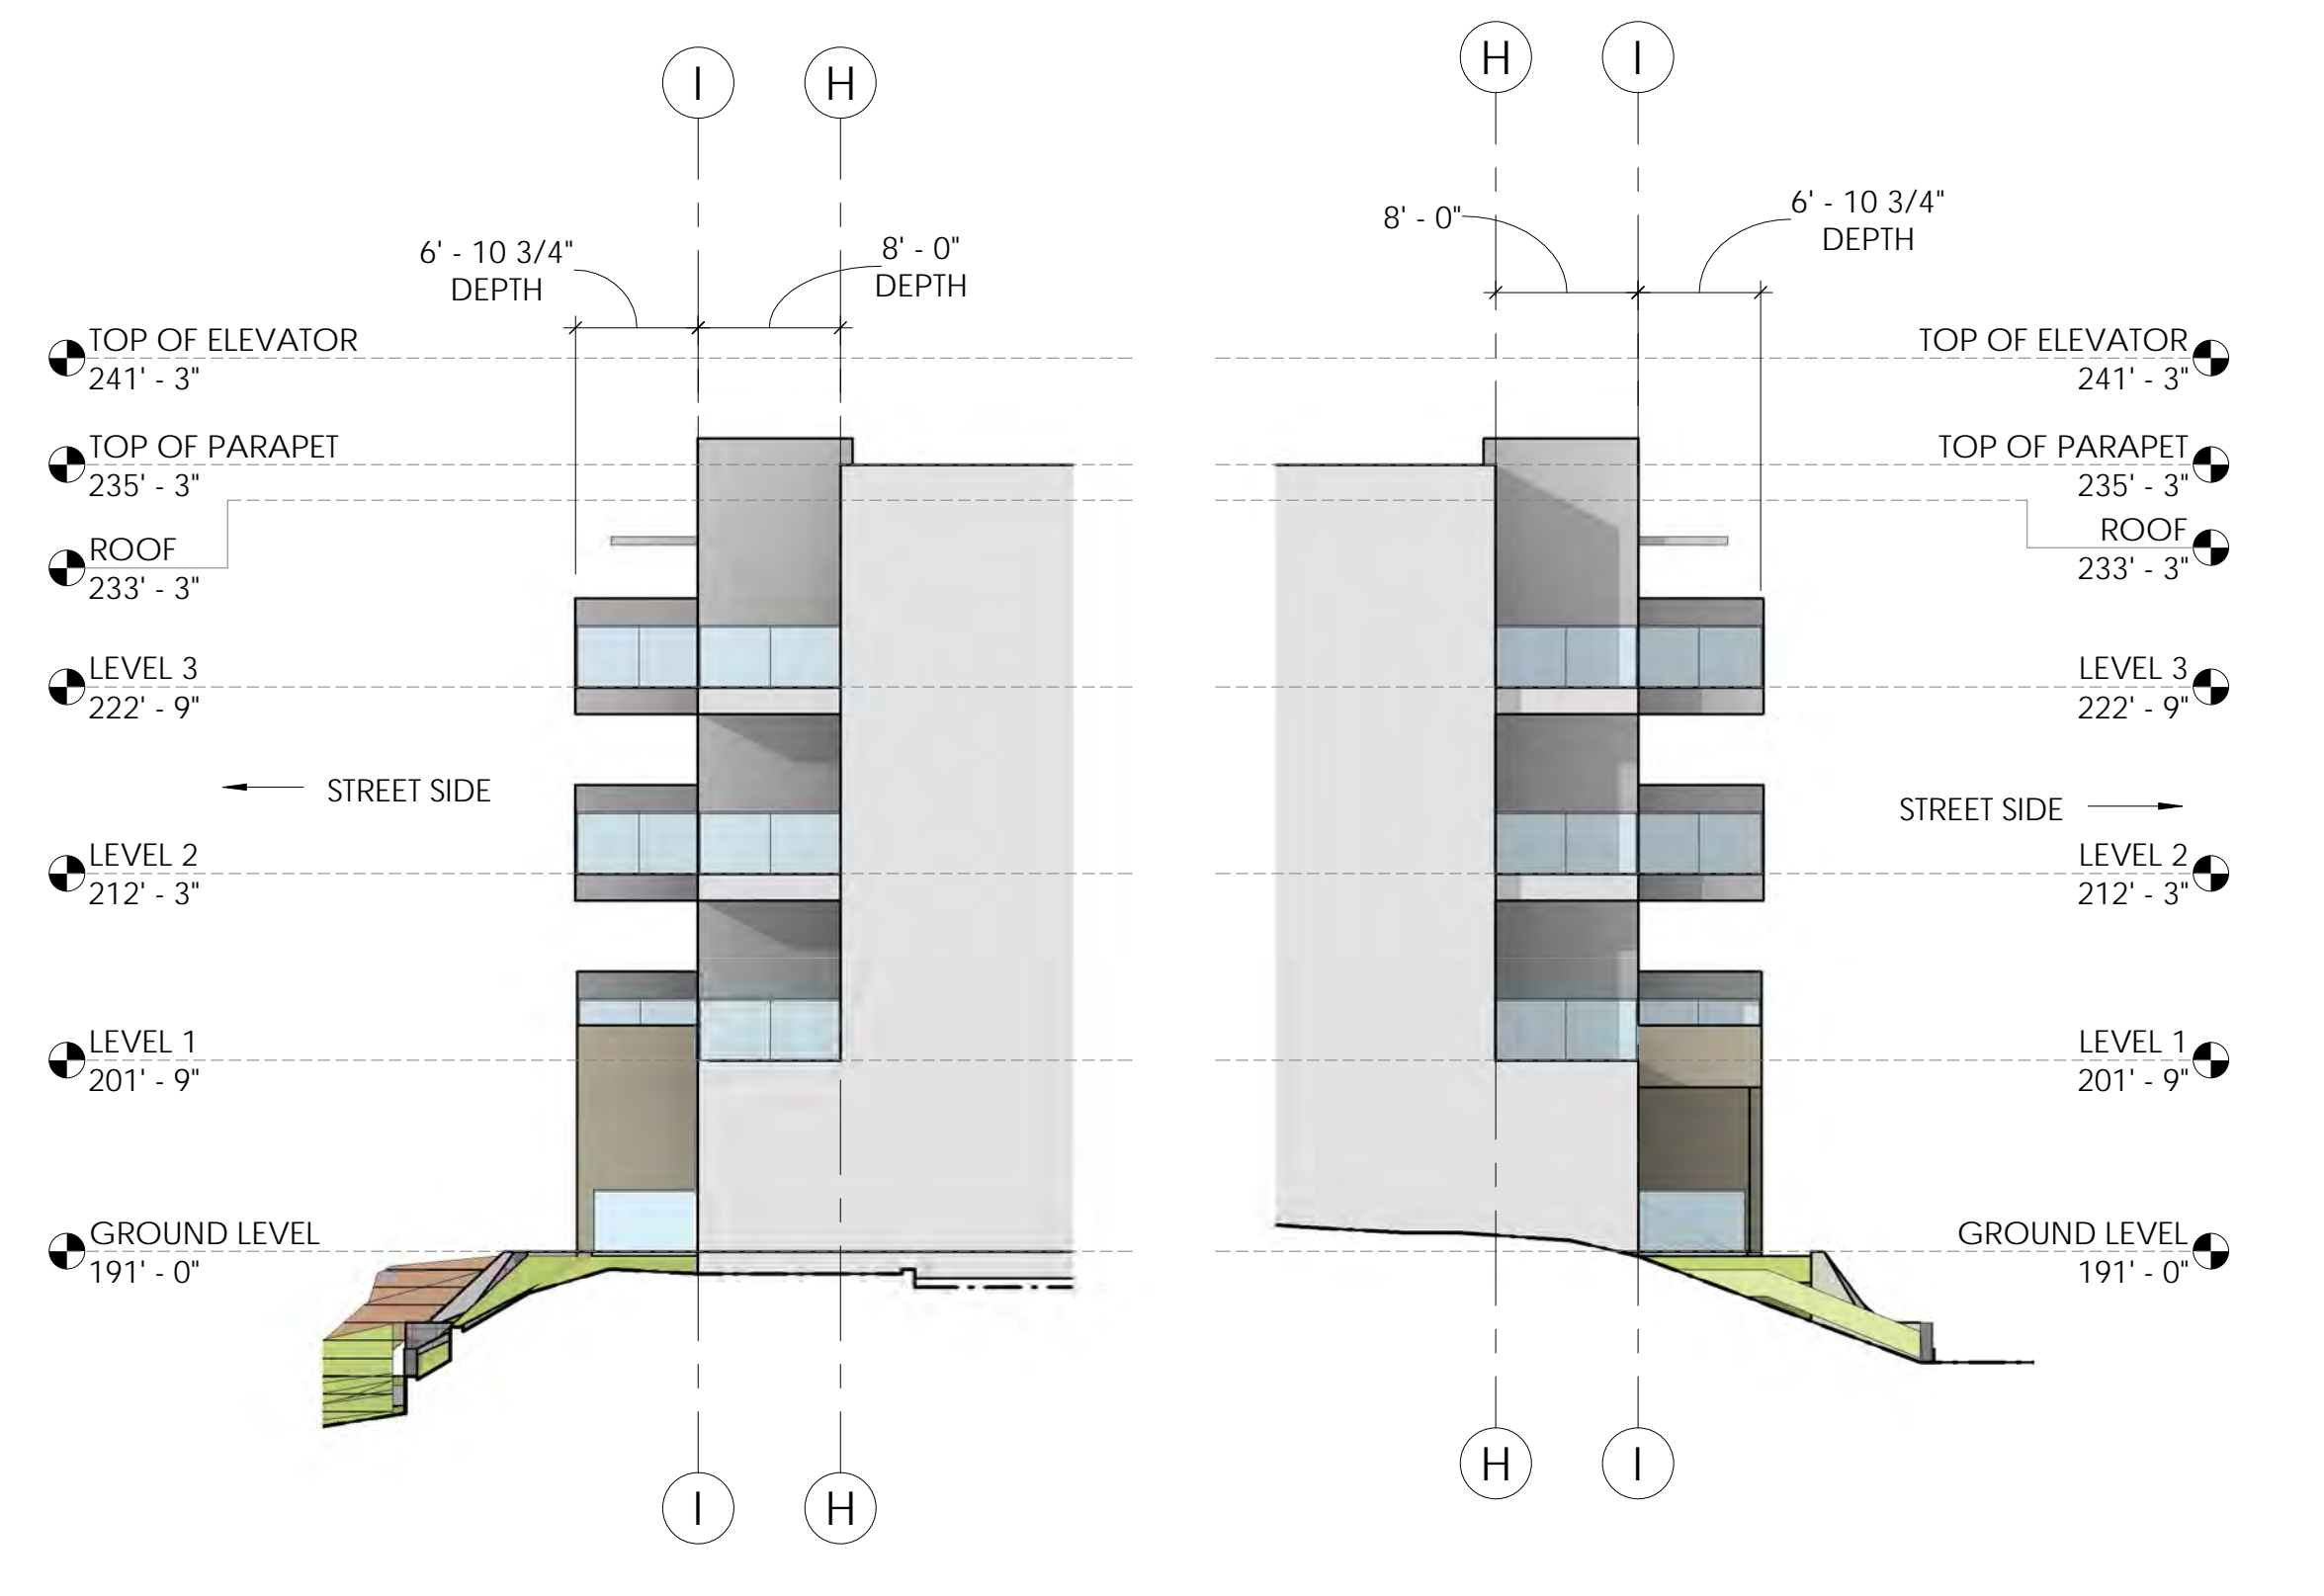 I
H
6' - 10 3/4"
DEPTH
8' - 0"
DEPTH
TOP OF ELEVATOR
241' - 3"
TOP OF PARAPET
235' - 3"
ROOF
233' - 3"
LEVEL 3
222' - 9"
STREET SIDE
LEVEL 2
212' - 3"
LEVEL 1
201' - 9"
GROUND LEVEL
191' - 0"
I
H
H
I
8' - 0"
6' - 10 3/4"
DEPTH
TOP OF ELEVATOR
241' - 3"
TOP OF PARAPET
235' - 3"
ROOF
233' - 3"
LEVEL 3
222' - 9"
STREET SIDE
LEVEL 2
212' - 3"
LEVEL 1
201' - 9"
GROUND LEVEL
191' - 0"
H
I